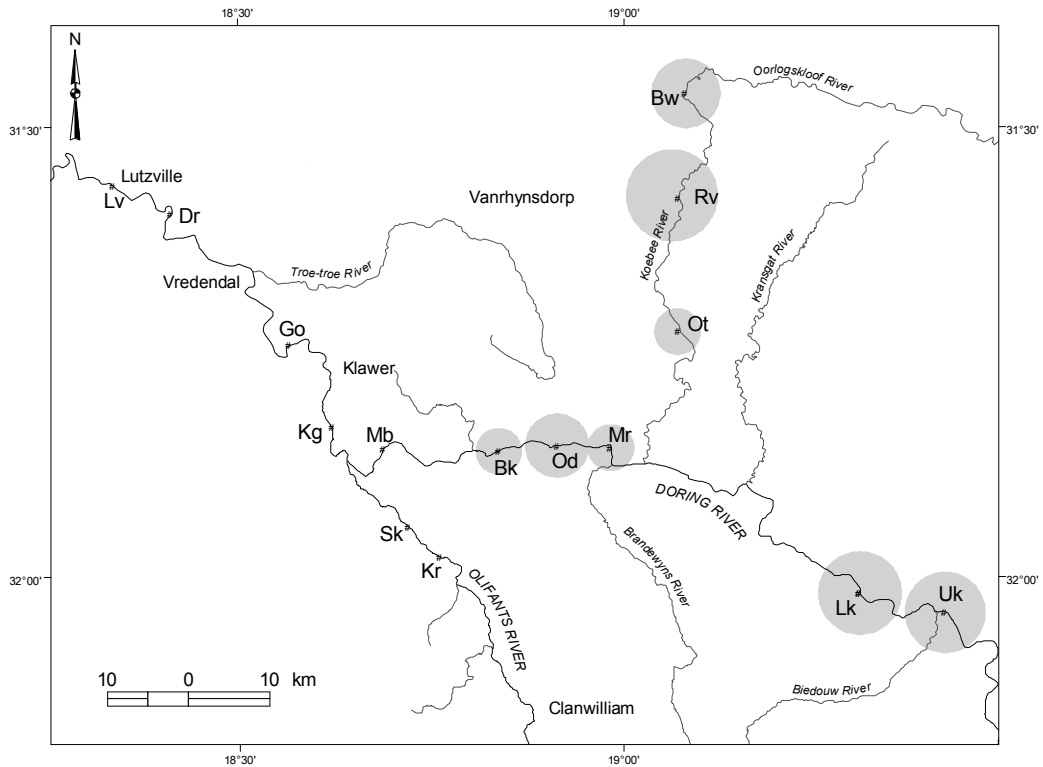 18°30' 19°00'
N
Oorlogskloof River
Bw
31°30' 31°30'
Lutzville
Lv
Dr
Vanrhynsdorp
Rv
Koebee River
Kransgat River
Troe-troe River
Vredendal
Go
Ot
Klawer
Kg
Mb
Mr
Bk
Od
DORING RIVER
Sk
Brandewyns River
Kr
32°00' 32°00'
OLIFANTS RIVER
Lk
Uk
10 0 10 km
Biedouw River
Clanwilliam
18°30' 19°00'